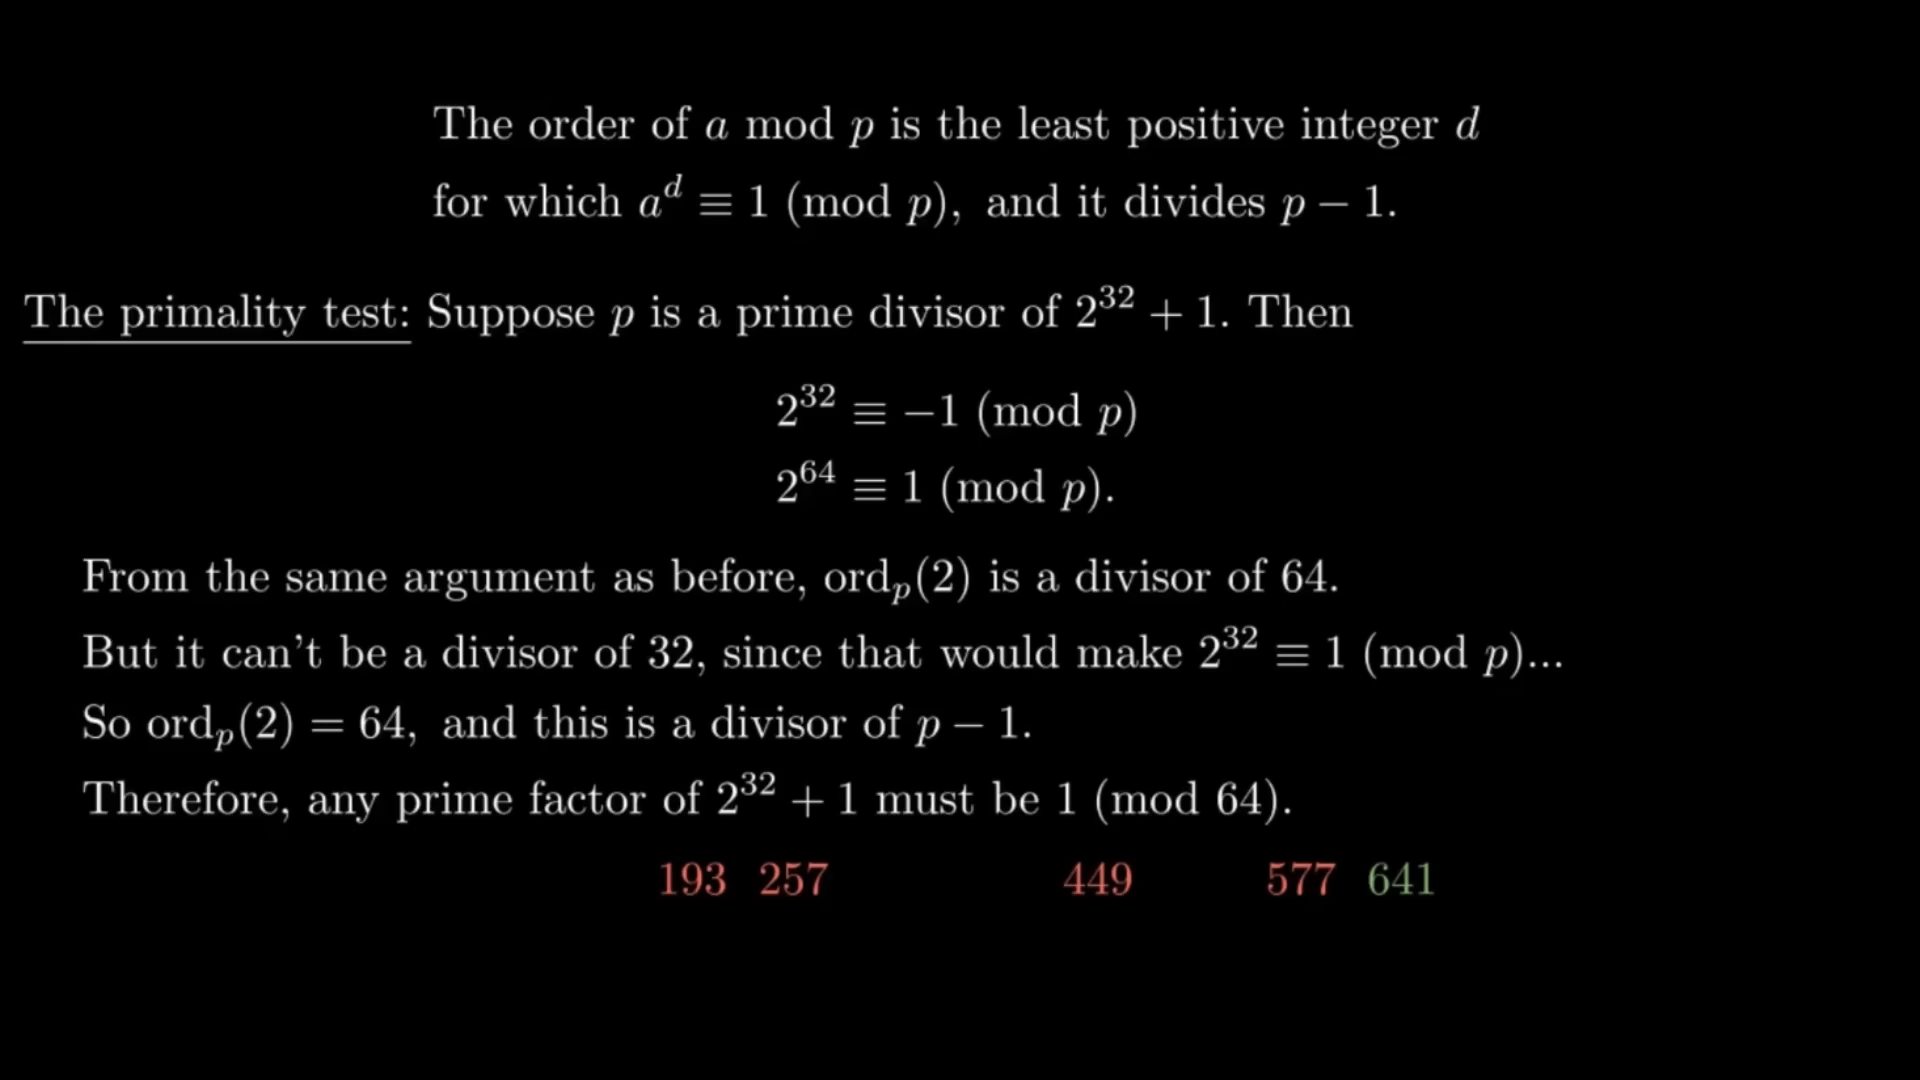 The order of a mod p is the least positive integer d
for which a^d ≡ 1 (mod p), and it divides p − 1.
The primality test: Suppose p is a prime divisor of 2^32 + 1. Then
2^32 ≡ −1 (mod p)
2^64 ≡ 1 (mod p).
From the same argument as before, ord_p(2) is a divisor of 64.
But it can't be a divisor of 32, since that would make 2^32 ≡ 1 (mod p)...
So ord_p(2) = 64, and this is a divisor of p − 1.
Therefore, any prime factor of 2^32 + 1 must be 1 (mod 64).
193 257 449 577 641